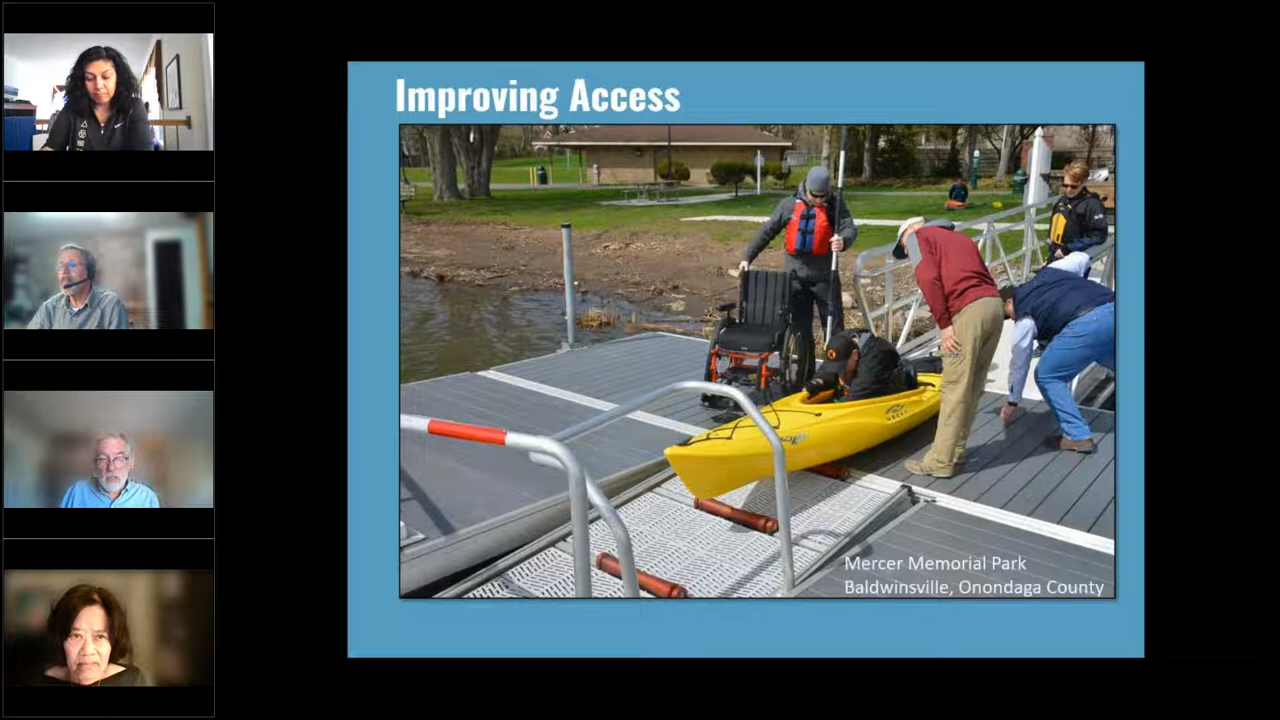 Improving Access
Mercer Memorial Park
Baldwinsville, Onondaga County